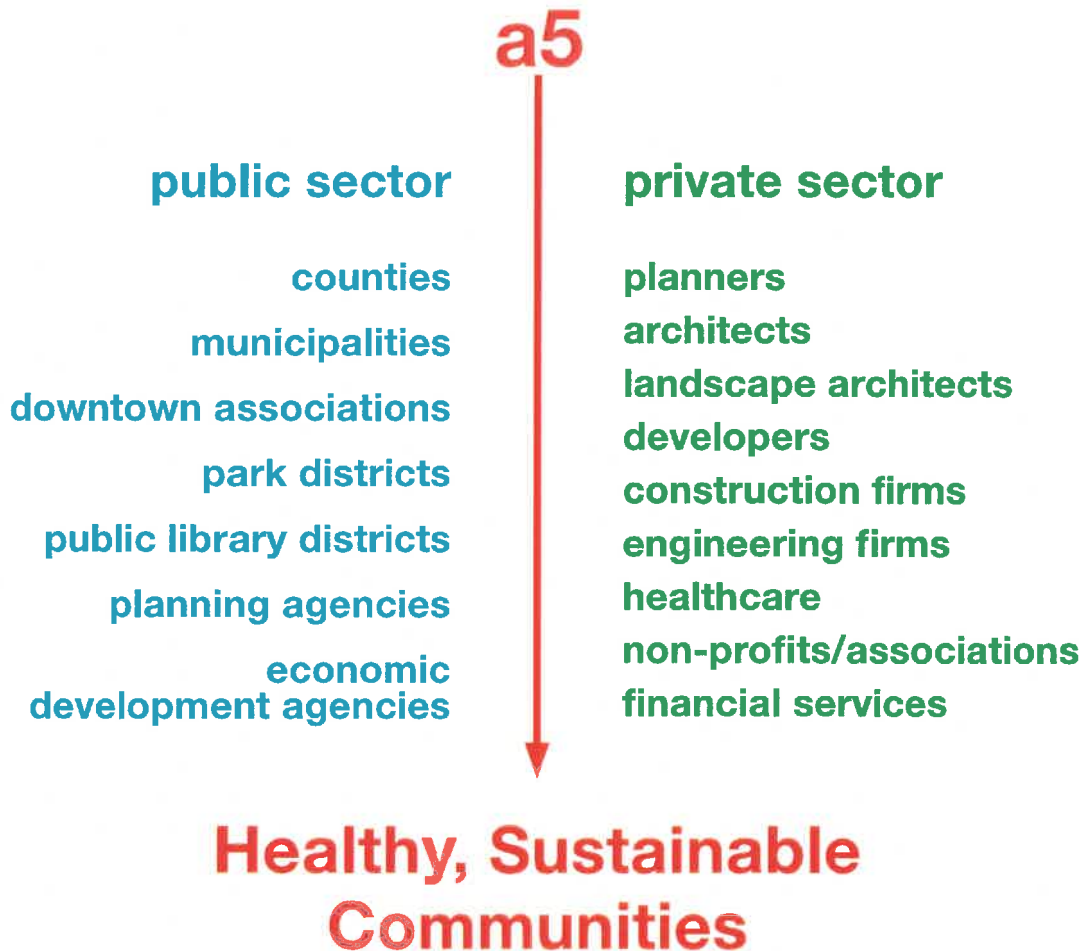 a5
public sector
counties
municipalities
downtown associations
park districts
public library districts
planning agencies
economic
development agencies
private sector
planners
architects
landscape architects
developers
construction firms
engineering firms
healthcare
non-profits/associations
financial services
Healthy, Sustainable
Communities